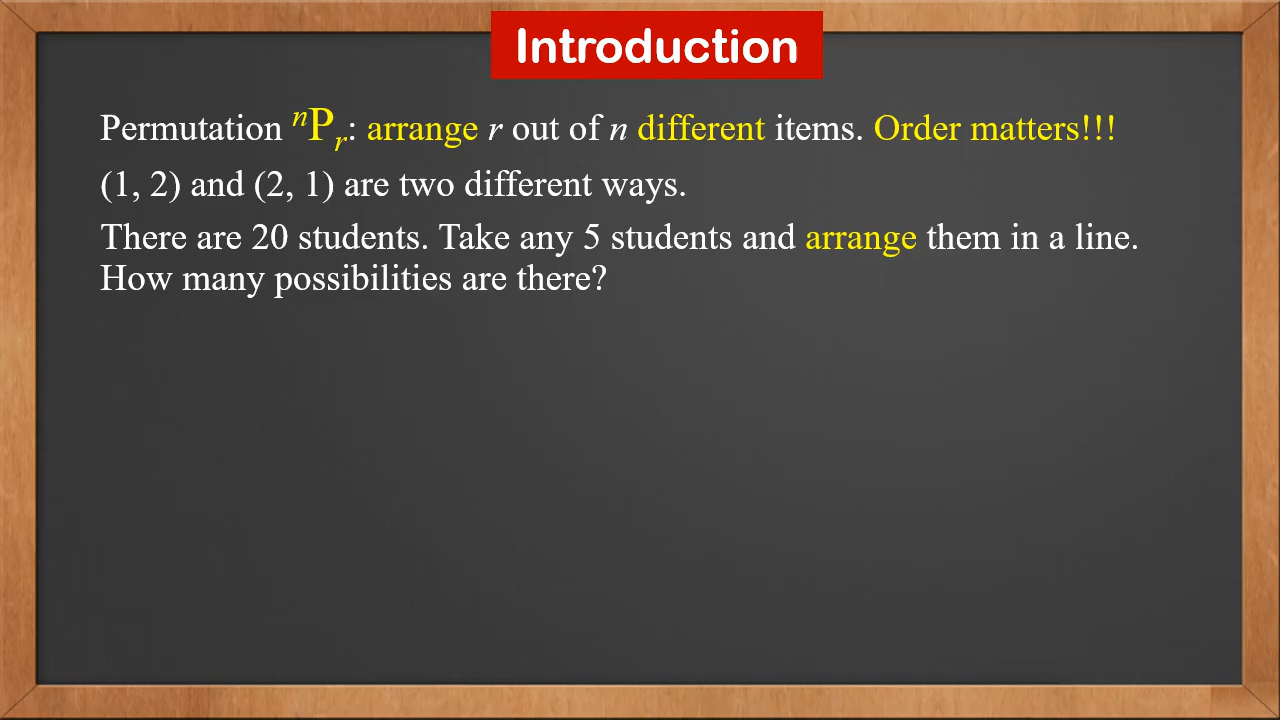 Introduction
Permutation ⁿPᵣ: arrange r out of n different items. Order matters!!!
(1, 2) and (2, 1) are two different ways.
There are 20 students. Take any 5 students and arrange them in a line.
How many possibilities are there?